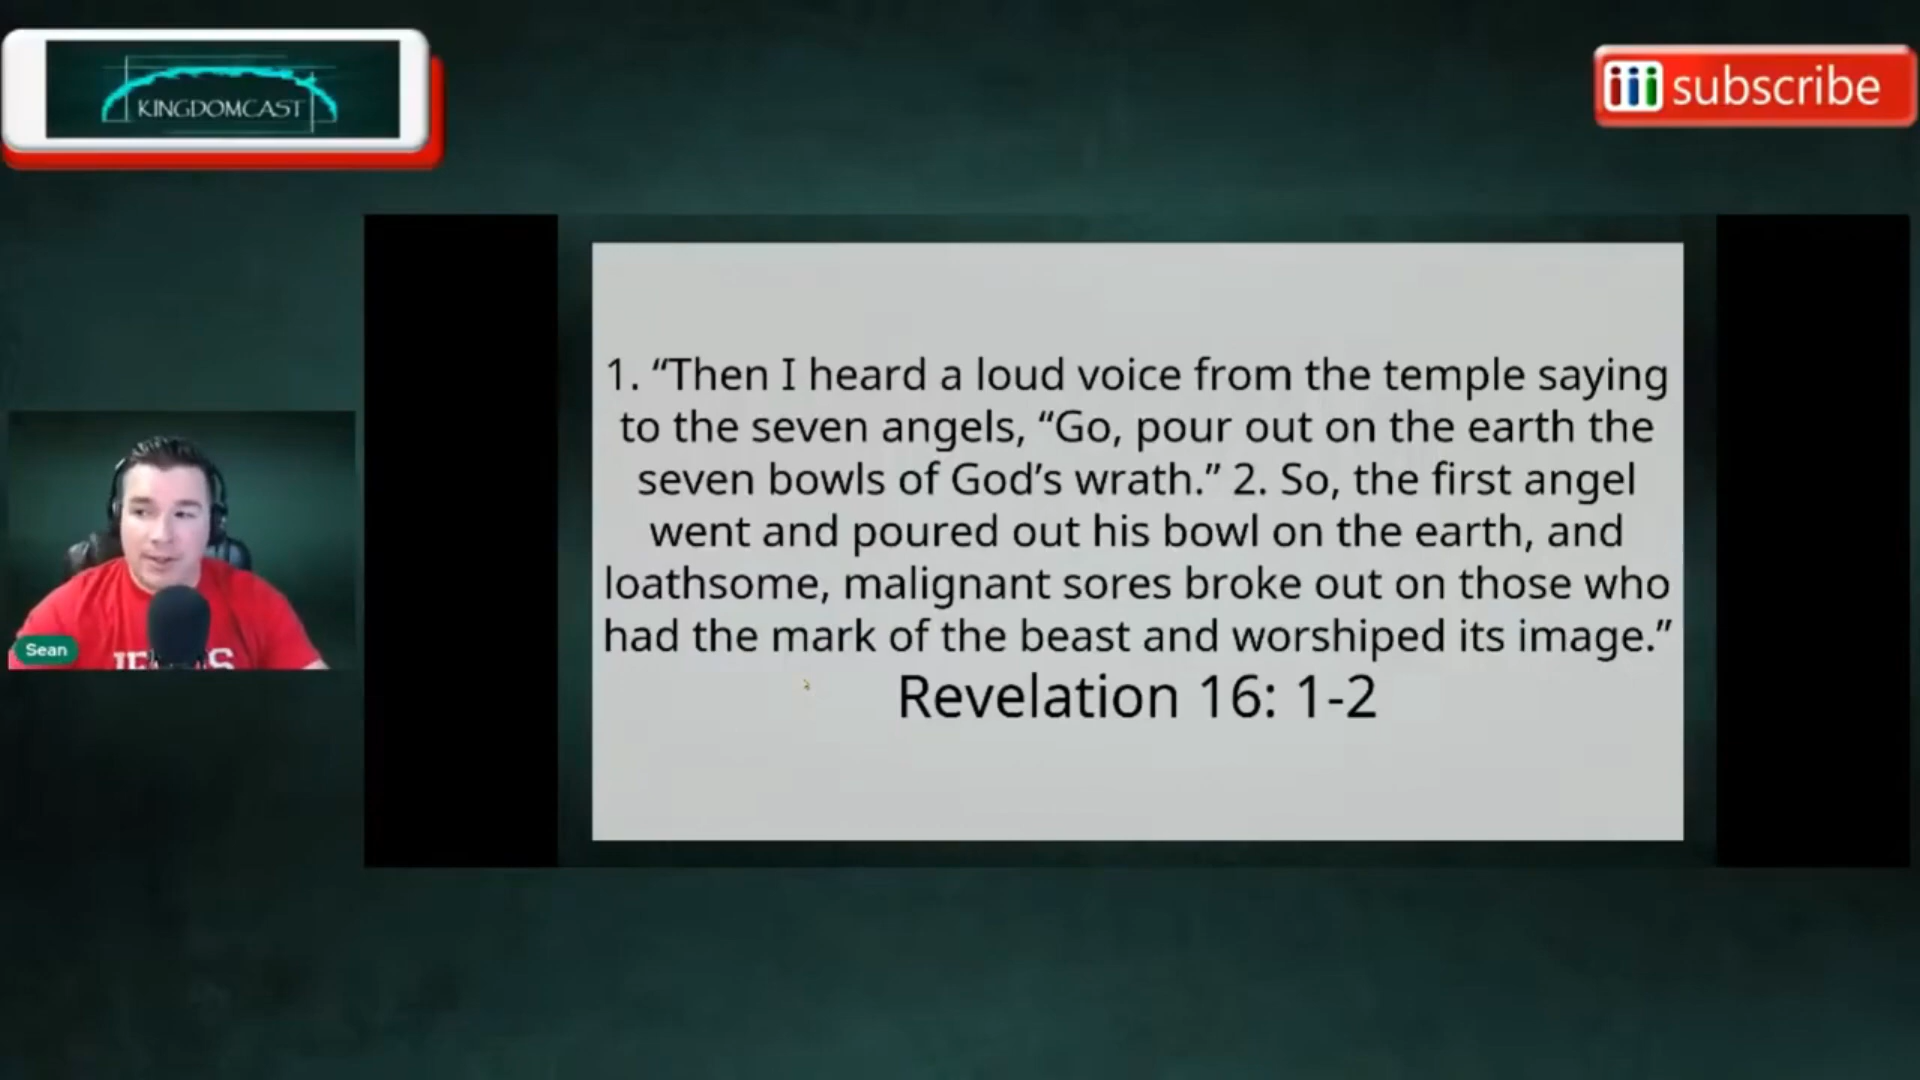 KINGDOMCAST
subscribe
1. “Then I heard a loud voice from the temple saying
to the seven angels, “Go, pour out on the earth the
seven bowls of God’s wrath.” 2. So, the first angel
went and poured out his bowl on the earth, and
loathsome, malignant sores broke out on those who
had the mark of the beast and worshiped its image.”
Revelation 16: 1-2
Sean